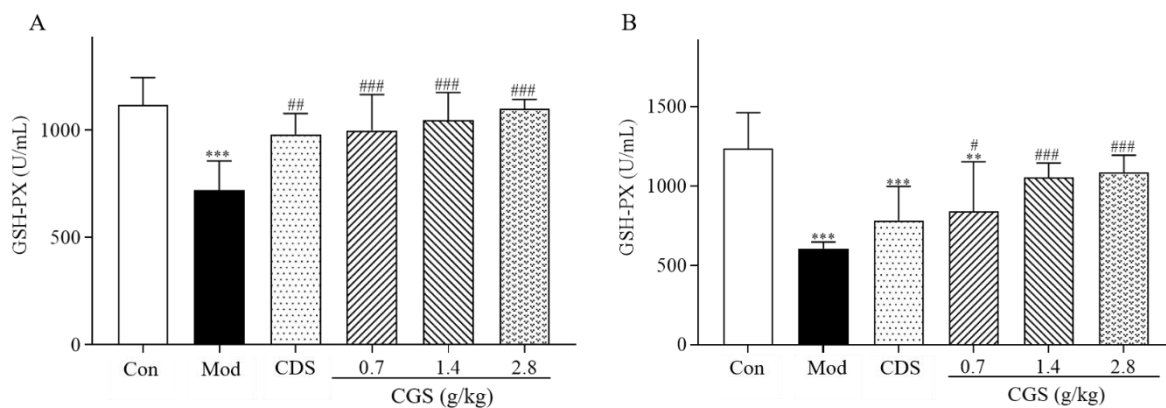 A
GSH-PX (U/mL)
1000
500
0
***
##
###
###
###
Con Mod CDS 0.7 1.4 2.8
CGS (g/kg)
B
GSH-PX (U/mL)
1500
1000
500
0
***
***
#
**
###
###
Con Mod CDS 0.7 1.4 2.8
CGS (g/kg)